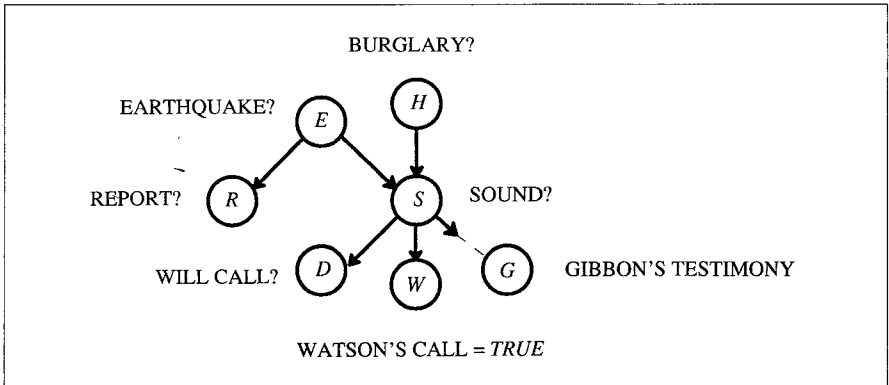 BURGLARY?
EARTHQUAKE?
E
H
REPORT?
R
S
SOUND?
WILL CALL?
D
W
G
GIBBON'S TESTIMONY
WATSON'S CALL = TRUE